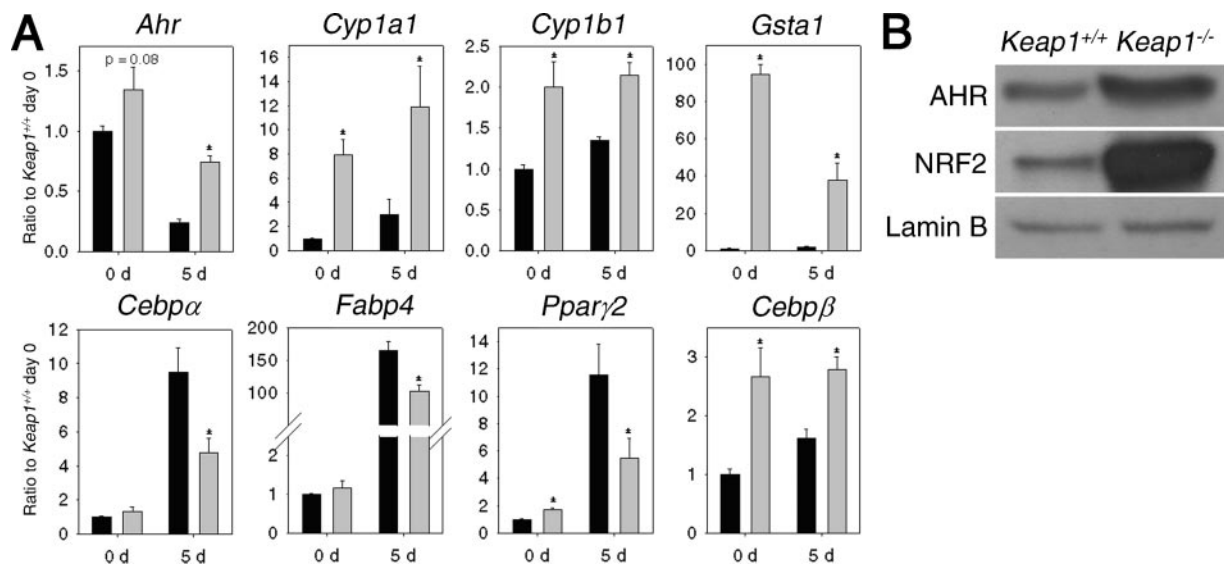 A
B
Ahr
Cyp1a1
Cyp1b1
Gsta1
Ratio to Keap1+/+ day 0
p = 0.08
1.5
1.0
0.5
0.0
0 d
5 d
16
14
12
10
8
6
4
2
0
0 d
5 d
2.5
2.0
1.5
1.0
0.5
0.0
0 d
5 d
100
80
60
40
20
0
0 d
5 d
Keap1+/+ Keap1-/-
AHR
NRF2
Lamin B
Cebpα
Fabp4
Pparγ2
Cebpβ
Ratio to Keap1+/+ day 0
12
10
8
6
4
2
0
0 d
5 d
200
150
100
2
1
0
0 d
5 d
14
12
10
8
6
4
2
0
0 d
5 d
3
2
1
0
0 d
5 d